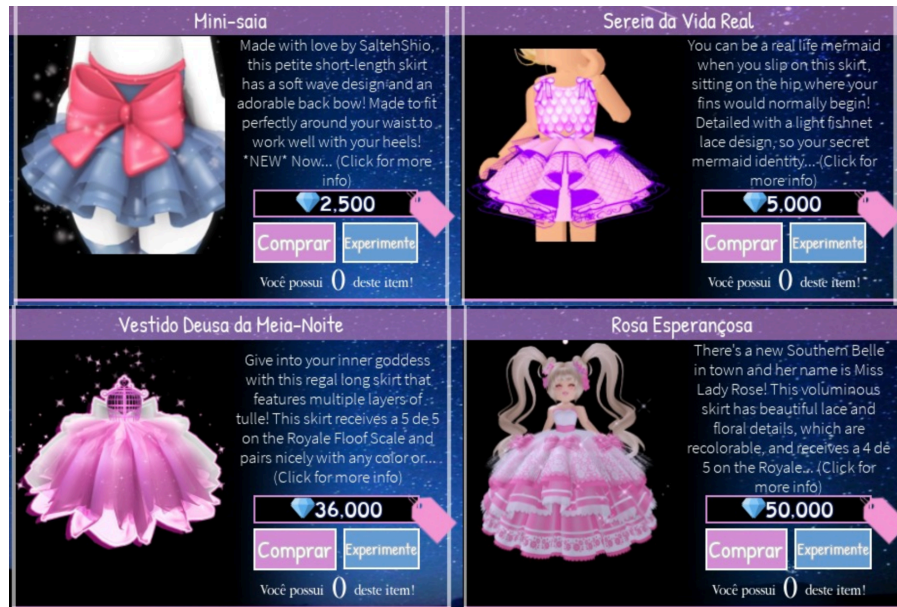 Mini-saia
Made with love by SaltehShio,
this petite short-length skirt
has a soft wave design and an
adorable back bow! Made to fit
perfectly around your waist to
work well with your heels!
*NEW* Now... (Click for more
info)
2,500
Comprar
Experimente
Você possui 0 deste item!
Sereia da Vida Real
You can be a real life mermaid
when you slip on this skirt,
sitting on the hip where your
fins would normally begin!
Detailed with a light fishnet
lace design, so your secret
mermaid identity... (Click for
more info)
5,000
Comprar
Experimente
Você possui 0 deste item!
Vestido Deusa da Meia-Noite
Give into your inner goddess
with this regal long skirt that
features multiple layers of
tulle! This skirt receives a 5 de 5
on the Royale Floof Scale and
pairs nicely with any color or...
(Click for more info)
36,000
Comprar
Experimente
Você possui 0 deste item!
Rosa Esperançosa
There's a new Southern Belle
in town and her name is Miss
Lady Rose! This voluminous
skirt has beautiful lace and
floral details, which are
recolorable, and receives a 4 de
5 on the Royale... (Click for
more info)
50,000
Comprar
Experimente
Você possui 0 deste item!